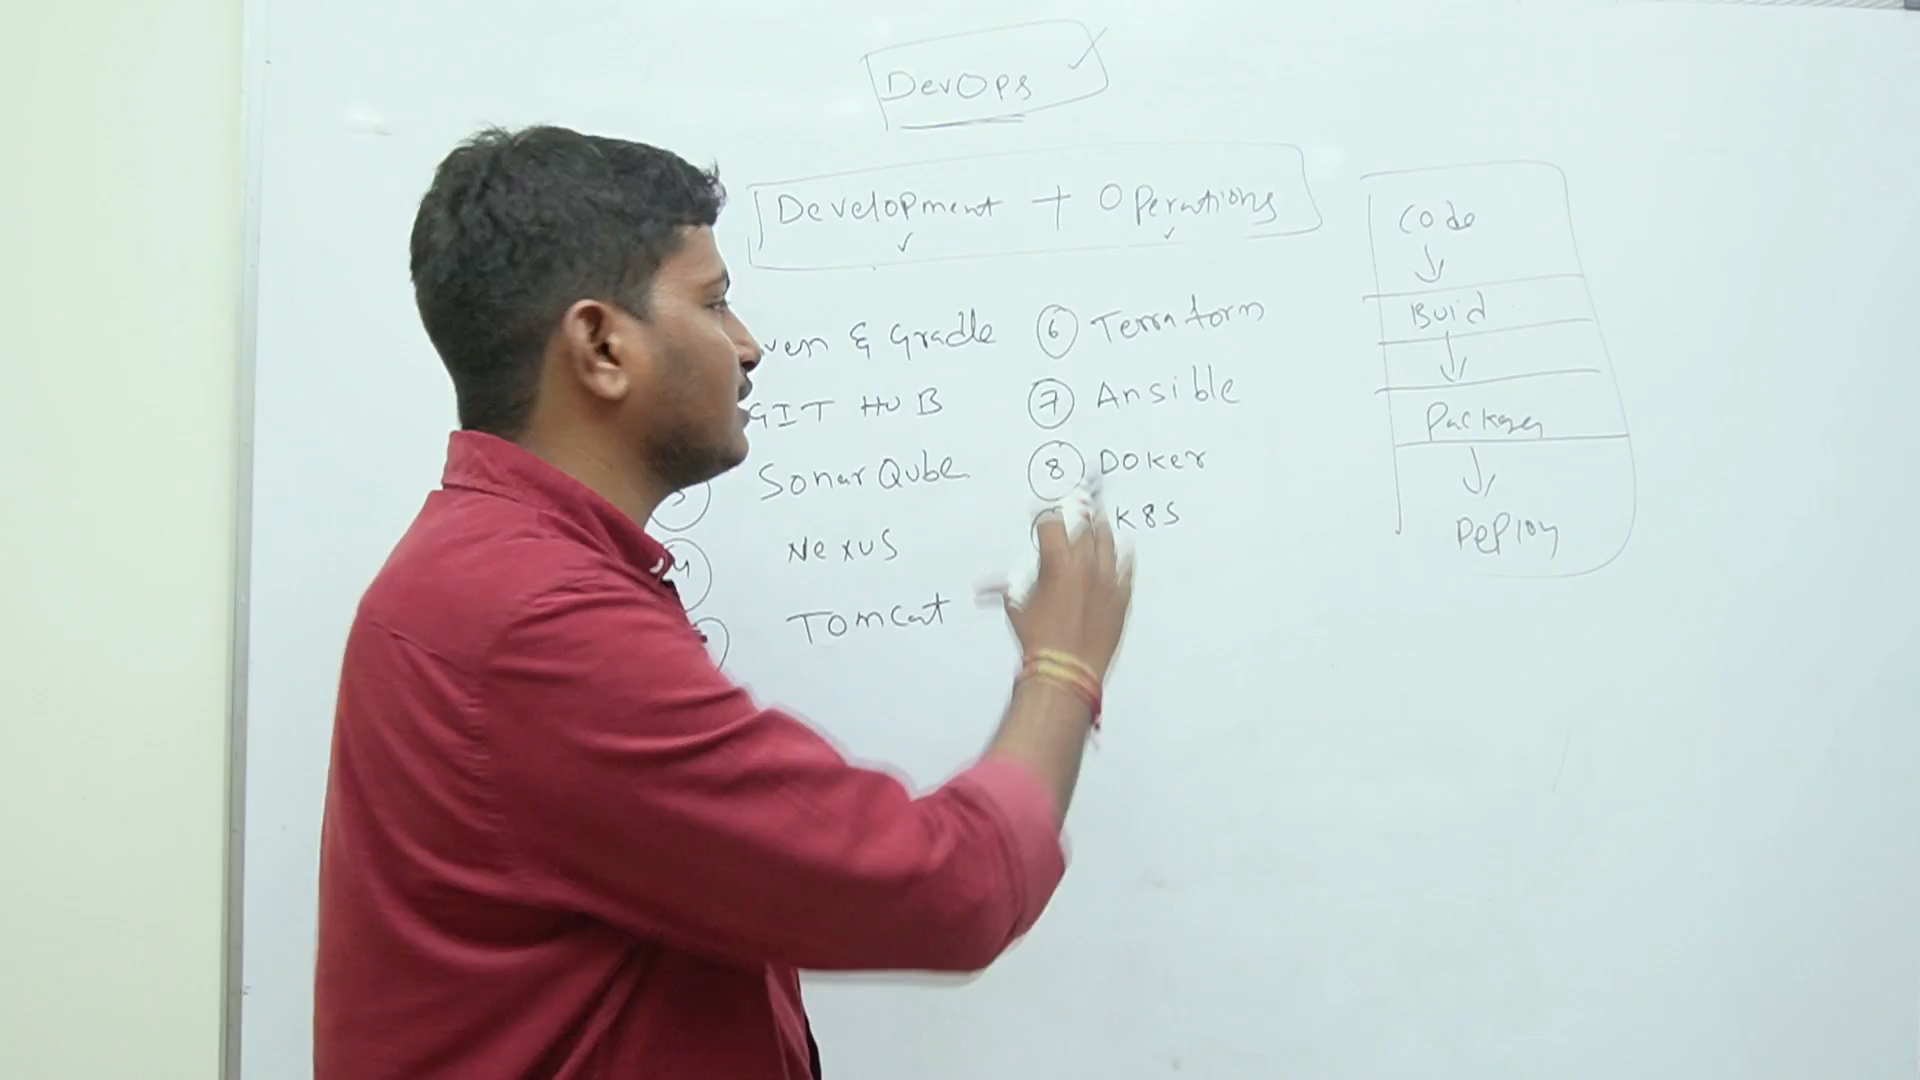 DevOps
Development + Operations
ven & Gradle
GIT HUB
SonarQube
4 Nexus
Tomcat
6 Terraform
7 Ansible
8 Doker
K8S
Code
Build
Deploy